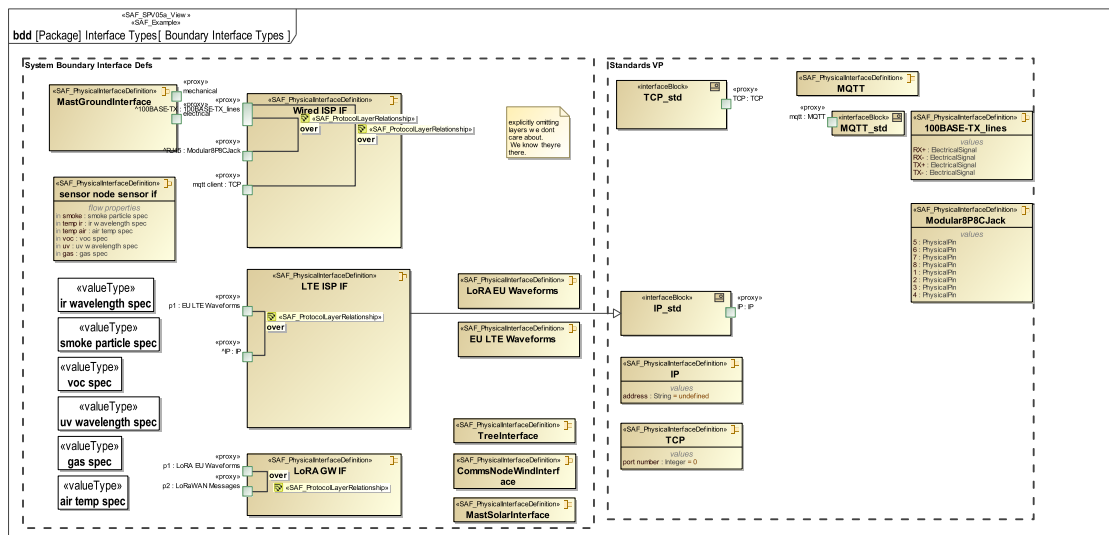 «SAF_SPV05a_View»
«SAF_Example»
bdd [Package] Interface Types[ Boundary Interface Types ]
System Boundary Interface Defs
«SAF_PhysicalInterfaceDefinition»
MastGroundInterface
«proxy»
mechanical
«proxy»
electrical
«SAF_PhysicalInterfaceDefinition»
Wired ISP IF
«proxy»
^100BASE-TX : 100BASE-TX_lines
«proxy»
^RJ45 : Modular8P8CJack
«proxy»
mqtt client : TCP
«SAF_ProtocolLayerRelationship»
over
«SAF_ProtocolLayerRelationship»
over
explicitly omitting
layers we dont
care about.
We know theyre
there.
«SAF_PhysicalInterfaceDefinition»
sensor node sensor if
flow properties
in smoke : smoke particle spec
in temp ir : ir wavelength spec
in temp air : air temp spec
in voc : voc spec
in uv : uv wavelength spec
in gas : gas spec
«valueType»
ir wavelength spec
«valueType»
smoke particle spec
«valueType»
voc spec
«valueType»
uv wavelength spec
«valueType»
gas spec
«valueType»
air temp spec
«SAF_PhysicalInterfaceDefinition»
LTE ISP IF
«proxy»
p1 : EU LTE Waveforms
«SAF_ProtocolLayerRelationship»
over
«proxy»
^IP : IP
«SAF_PhysicalInterfaceDefinition»
LoRA EU Waveforms
«SAF_PhysicalInterfaceDefinition»
EU LTE Waveforms
«SAF_PhysicalInterfaceDefinition»
LoRA GW IF
«proxy»
p1 : LoRA EU Waveforms
«proxy»
p2 : LoRaWAN Messages
over
«SAF_ProtocolLayerRelationship»
«SAF_PhysicalInterfaceDefinition»
TreeInterface
«SAF_PhysicalInterfaceDefinition»
CommsNodeWindInterf
ace
«SAF_PhysicalInterfaceDefinition»
MastSolarInterface
Standards VP
«interfaceBlock»
TCP_std
«proxy»
TCP : TCP
«SAF_PhysicalInterfaceDefinition»
MQTT
«proxy»
mqtt : MQTT
«interfaceBlock»
MQTT_std
«SAF_PhysicalInterfaceDefinition»
100BASE-TX_lines
values
RX+ : ElectricalSignal
RX- : ElectricalSignal
TX+ : ElectricalSignal
TX- : ElectricalSignal
«SAF_PhysicalInterfaceDefinition»
Modular8P8CJack
values
5 : PhysicalPin
6 : PhysicalPin
7 : PhysicalPin
8 : PhysicalPin
1 : PhysicalPin
2 : PhysicalPin
3 : PhysicalPin
4 : PhysicalPin
«interfaceBlock»
IP_std
«proxy»
IP : IP
«SAF_PhysicalInterfaceDefinition»
IP
values
address : String = undefined
«SAF_PhysicalInterfaceDefinition»
TCP
values
port number : Integer = 0